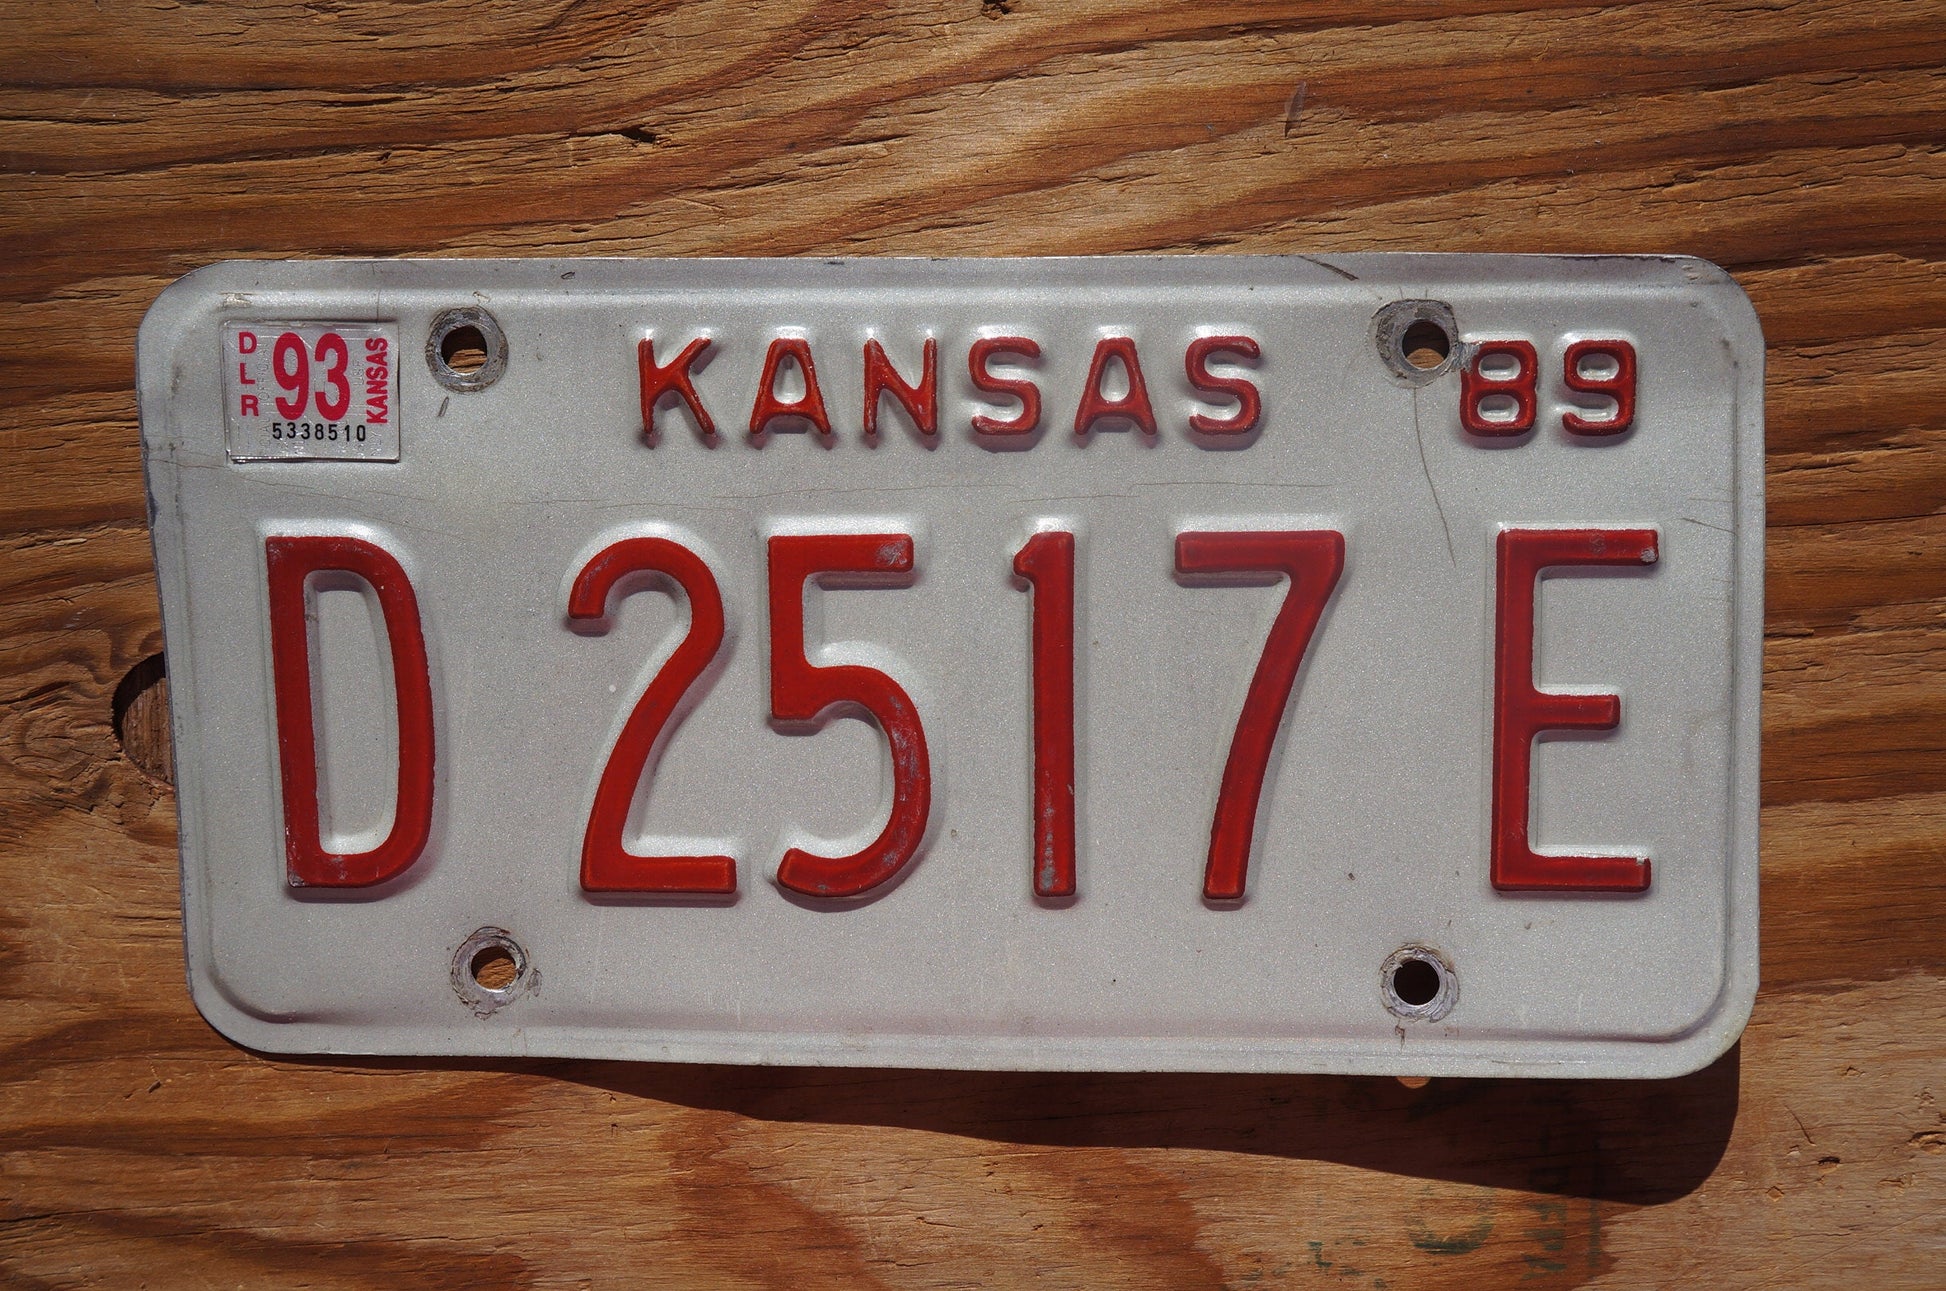 DLR 93 KANSAS
5338510
KANSAS 89
D 2517 E